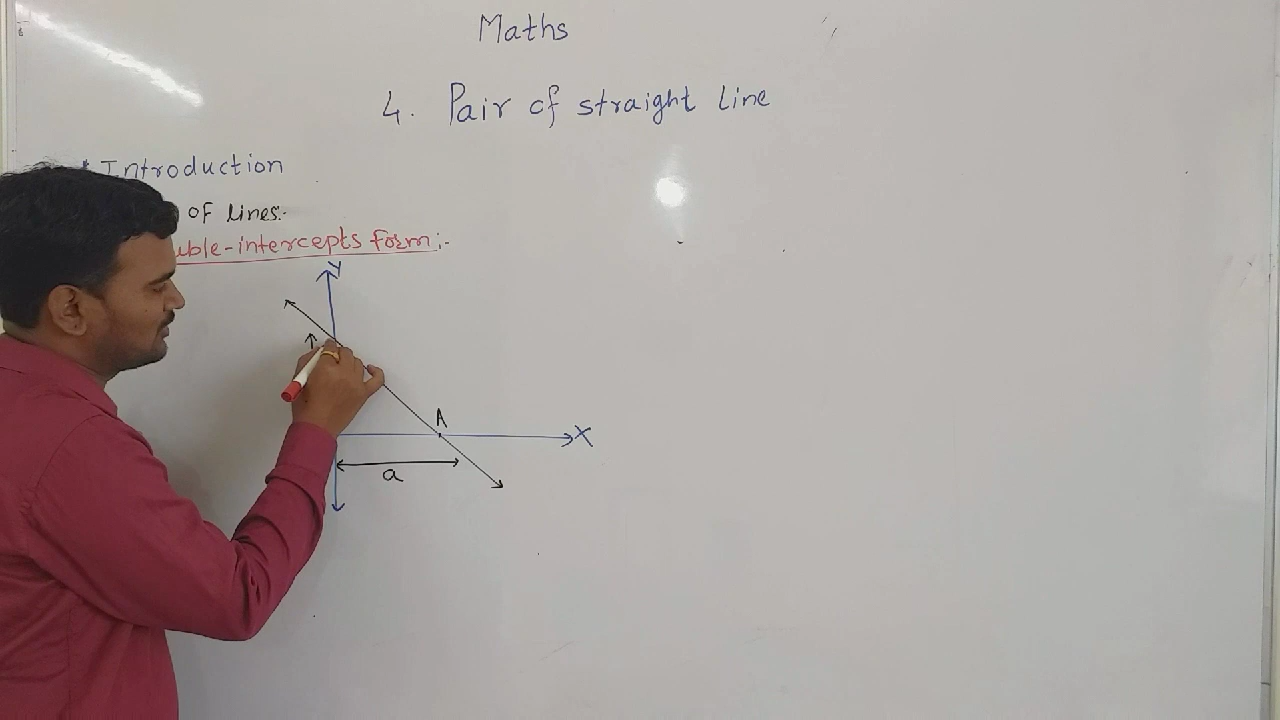 Maths
4. Pair of straight line
* Introduction
of lines:-
uble-intercepts form:-
Y
A
X
a